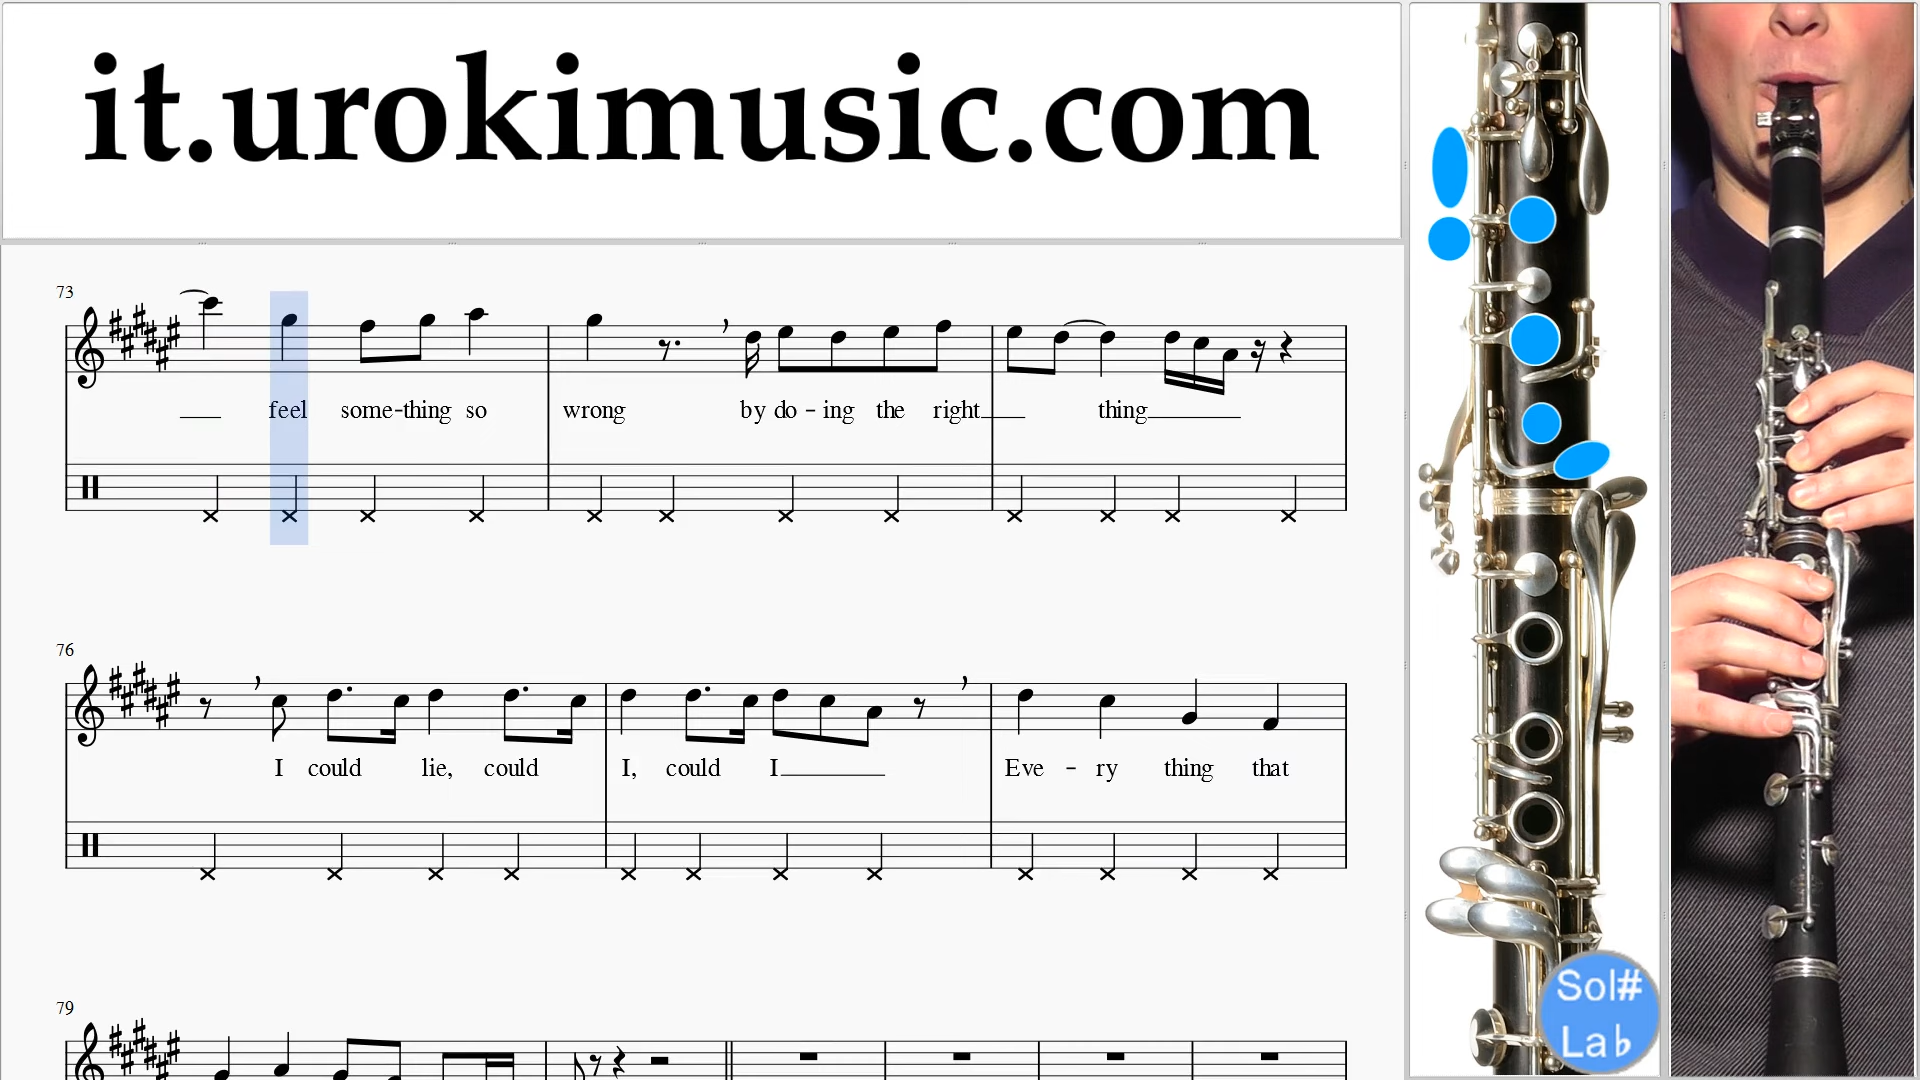 it.urokimusic.com
73
feel some-thing so wrong by do - ing the right thing
76
I could lie, could I, could I Eve - ry thing that
79
Sol#
Lab